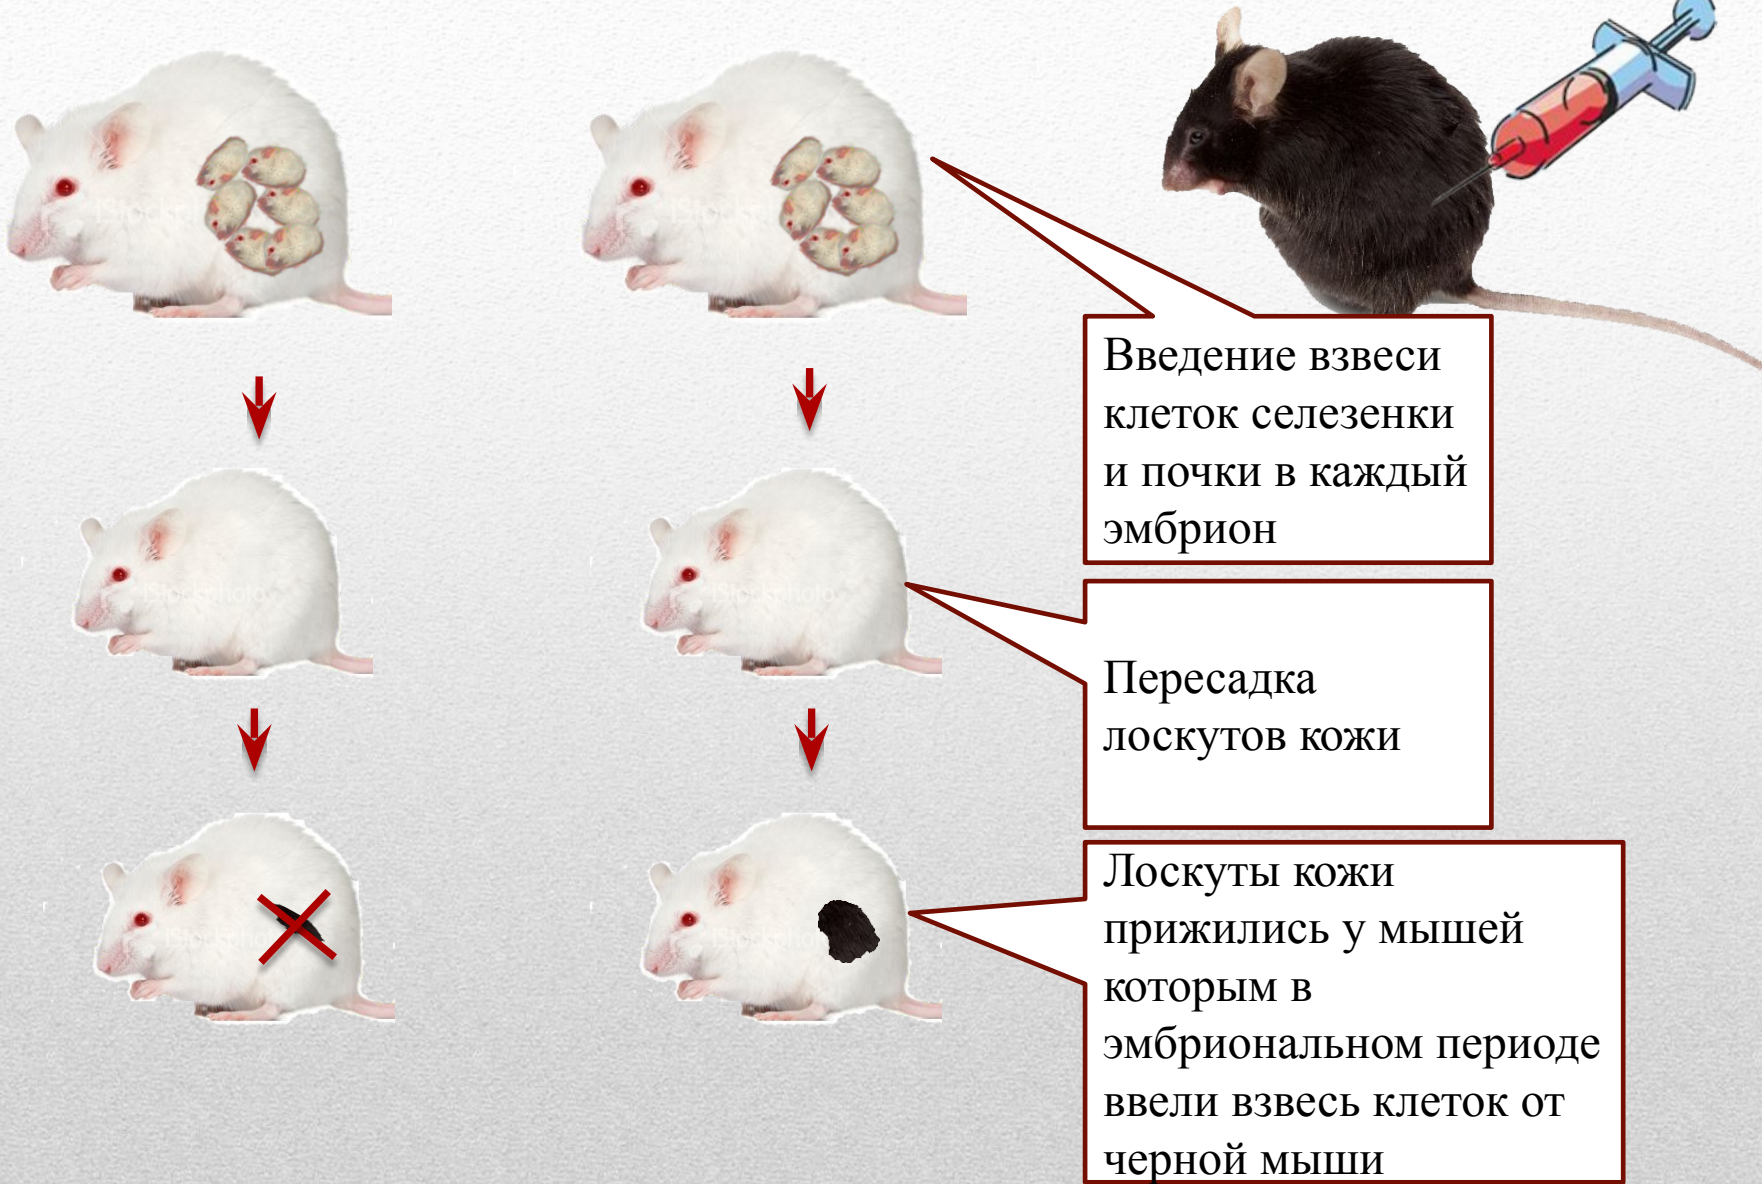 Введение взвеси
клеток селезенки
и почки в каждый
эмбрион
Пересадка
лоскутов кожи
Лоскуты кожи
прижились у мышей
которым в
эмбриональном периоде
ввели взвесь клеток от
черной мыши